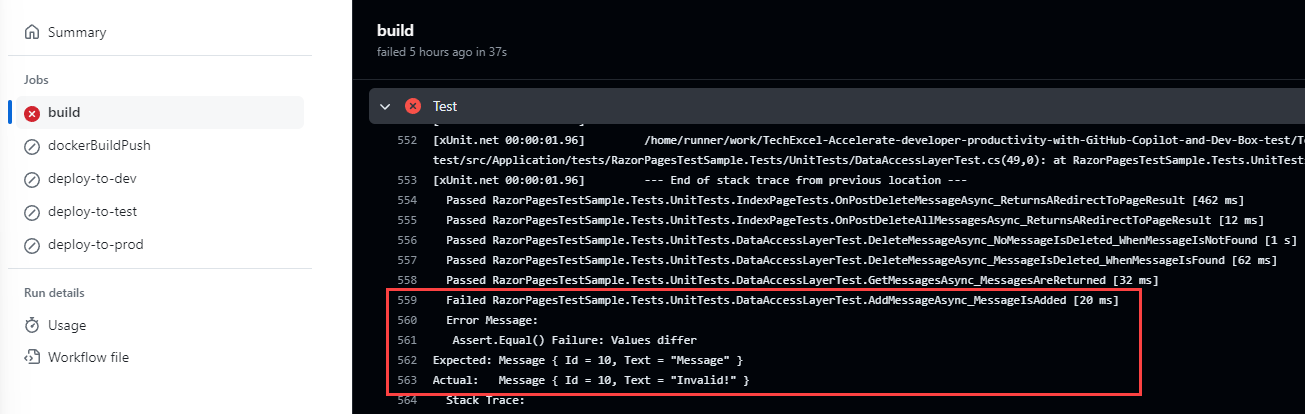 Summary
Jobs
build
dockerBuildPush
deploy-to-dev
deploy-to-test
deploy-to-prod
Run details
Usage
Workflow file
build
failed 5 hours ago in 37s
Test
552 [xUnit.net 00:00:01.96] /home/runner/work/TechExcel-Accelerate-developer-productivity-with-GitHub-Copilot-and-Dev-Box-test/T
test/src/Application/tests/RazorPagesTestSample.Tests/UnitTests/DataAccessLayerTest.cs(49,0): at RazorPagesTestSample.Tests.UnitTests
553 [xUnit.net 00:00:01.96] --- End of stack trace from previous location ---
554 Passed RazorPagesTestSample.Tests.UnitTests.IndexPageTests.OnPostDeleteMessageAsync_ReturnsARedirectToPageResult [462 ms]
555 Passed RazorPagesTestSample.Tests.UnitTests.IndexPageTests.OnPostDeleteAllMessagesAsync_ReturnsARedirectToPageResult [12 ms]
556 Passed RazorPagesTestSample.Tests.UnitTests.DataAccessLayerTest.DeleteMessageAsync_NoMessageIsDeleted_WhenMessageIsNotFound [1 s]
557 Passed RazorPagesTestSample.Tests.UnitTests.DataAccessLayerTest.DeleteMessageAsync_MessageIsDeleted_WhenMessageIsFound [62 ms]
558 Passed RazorPagesTestSample.Tests.UnitTests.DataAccessLayerTest.GetMessagesAsync_MessagesAreReturned [32 ms]
559 Failed RazorPagesTestSample.Tests.UnitTests.DataAccessLayerTest.AddMessageAsync_MessageIsAdded [20 ms]
560 Error Message:
561 Assert.Equal() Failure: Values differ
562 Expected: Message { Id = 10, Text = "Message" }
563 Actual: Message { Id = 10, Text = "Invalid!" }
564 Stack Trace: